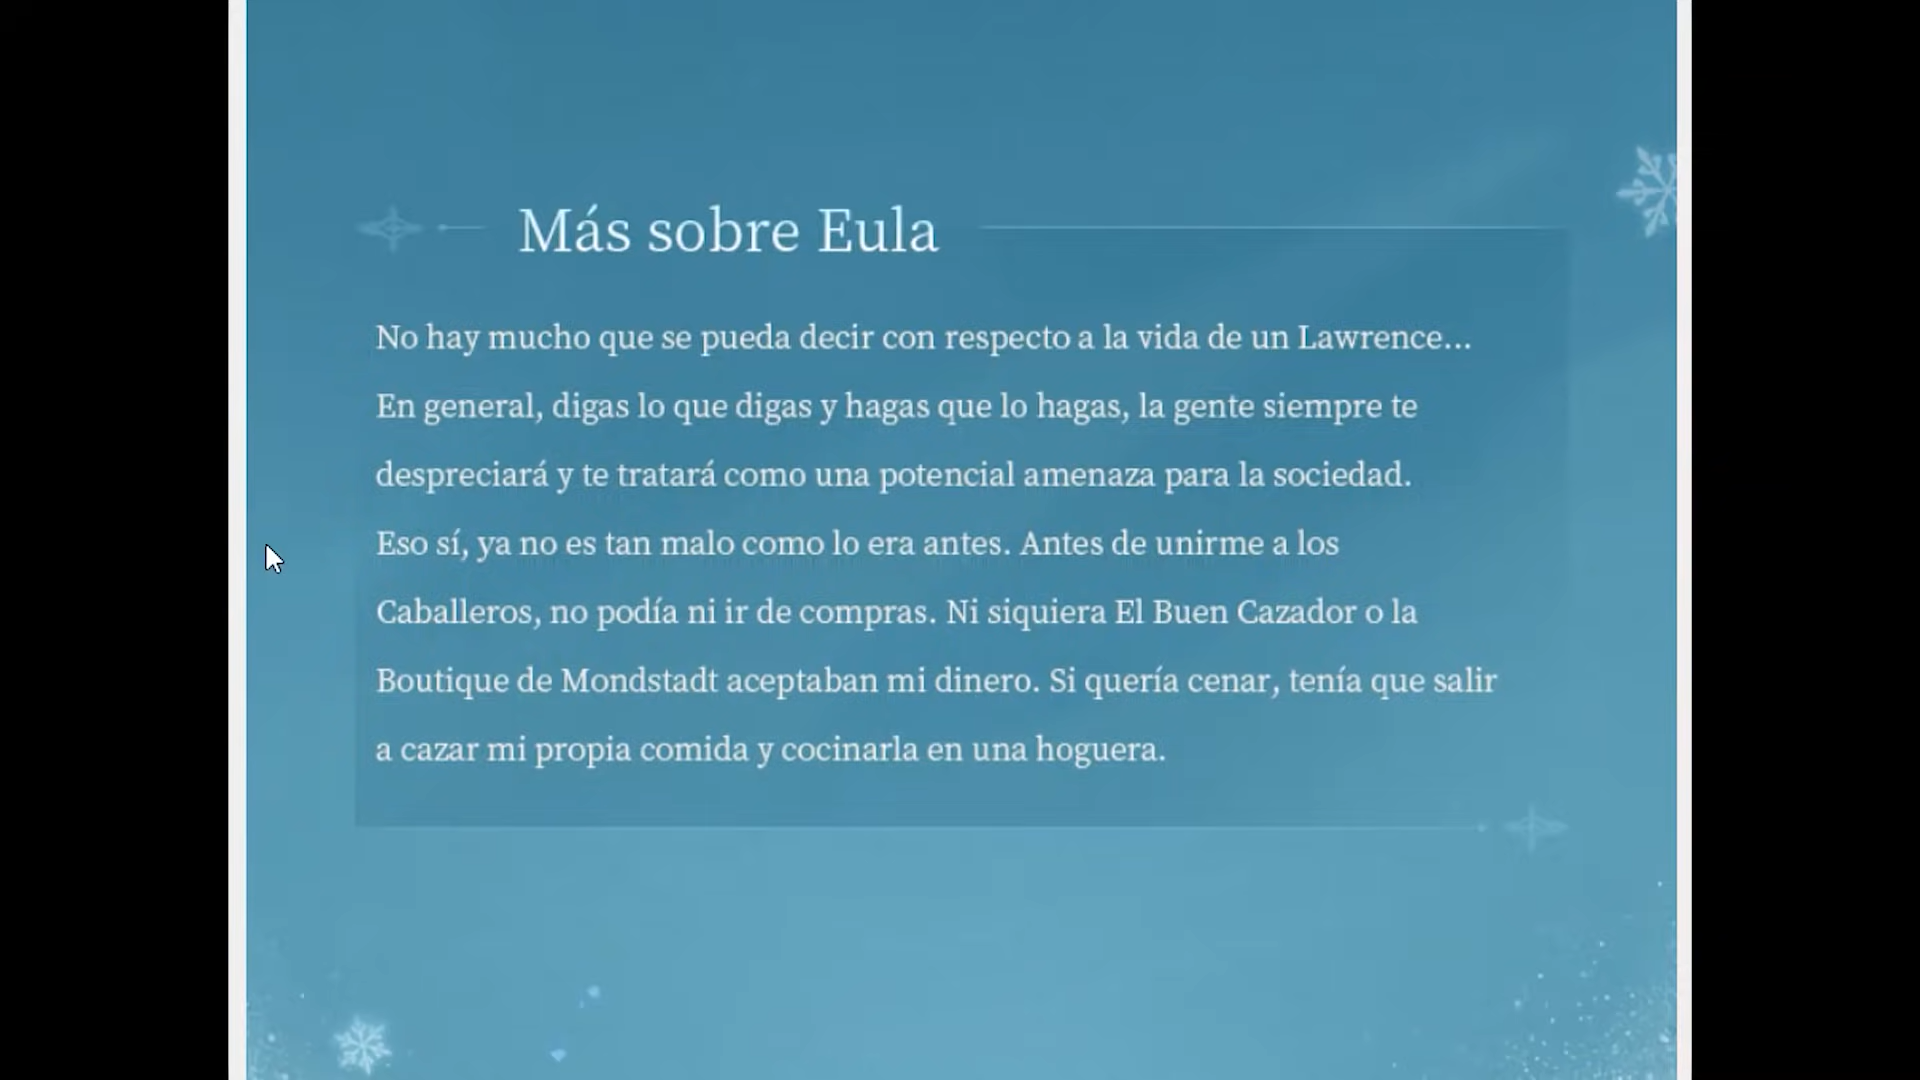 Más sobre Eula
No hay mucho que se pueda decir con respecto a la vida de un Lawrence...
En general, digas lo que digas y hagas que lo hagas, la gente siempre te
despreciará y te tratará como una potencial amenaza para la sociedad.
Eso sí, ya no es tan malo como lo era antes. Antes de unirme a los
Caballeros, no podía ni ir de compras. Ni siquiera El Buen Cazador o la
Boutique de Mondstadt aceptaban mi dinero. Si quería cenar, tenía que salir
a cazar mi propia comida y cocinarla en una hoguera.